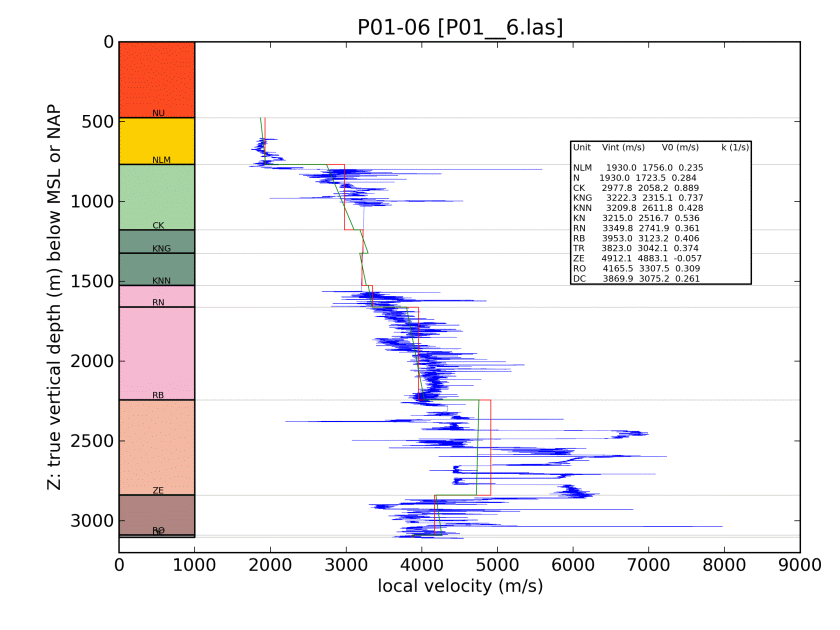 P01-06 [P01__6.las]
0
500
1000
1500
2000
2500
3000
Z: true vertical depth (m) below MSL or NAP
NU
NLM
CK
KNG
KNN
RN
RB
ZE
RO
Unit Vint (m/s) V0 (m/s) k (1/s)
NLM 1930.0 1756.0 0.235
N 1930.0 1723.5 0.284
CK 2977.8 2058.2 0.889
KNG 3222.3 2315.1 0.737
KNN 3209.8 2611.8 0.428
KN 3215.0 2516.7 0.536
RN 3349.8 2741.9 0.361
RB 3953.0 3123.2 0.406
TR 3823.0 3042.1 0.374
ZE 4912.1 4883.1 -0.057
RO 4165.5 3307.5 0.309
DC 3869.9 3075.2 0.261
0 1000 2000 3000 4000 5000 6000 7000 8000 9000
local velocity (m/s)